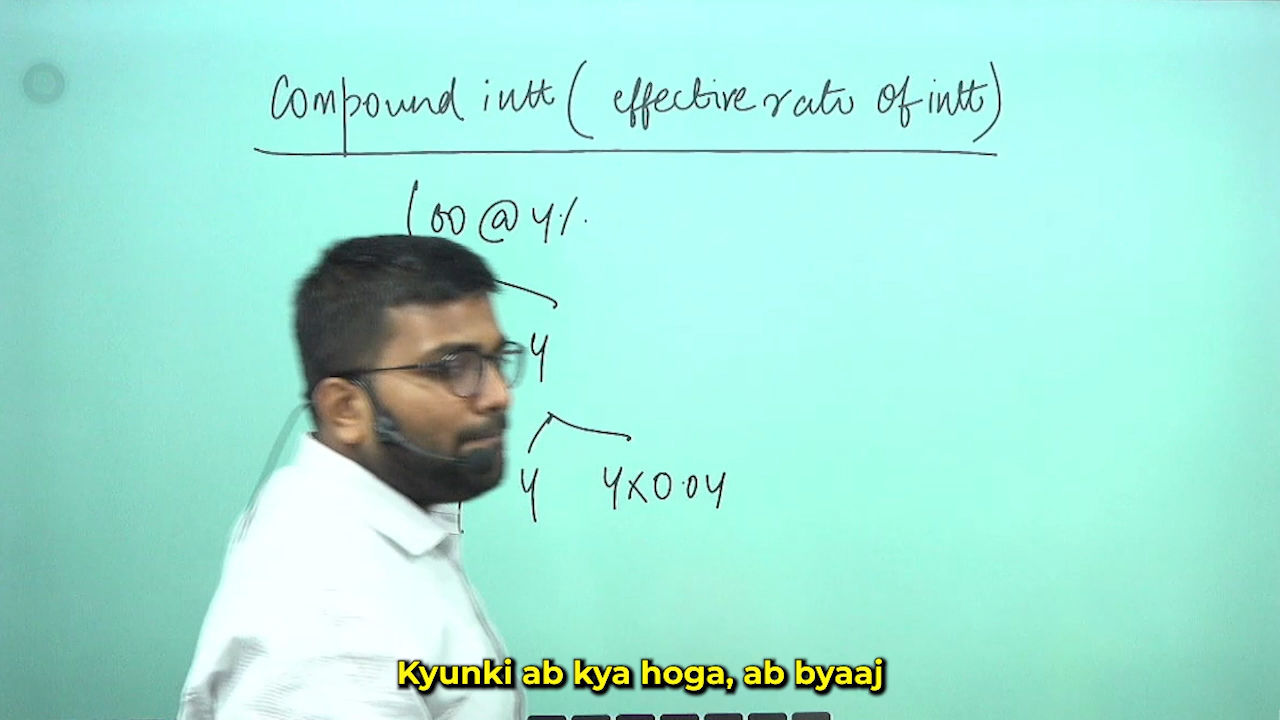 Compound intt ( effective rate of intt)
100 @ 4%.
4
4 4×0.04
Kyunki ab kya hoga, ab byaaj